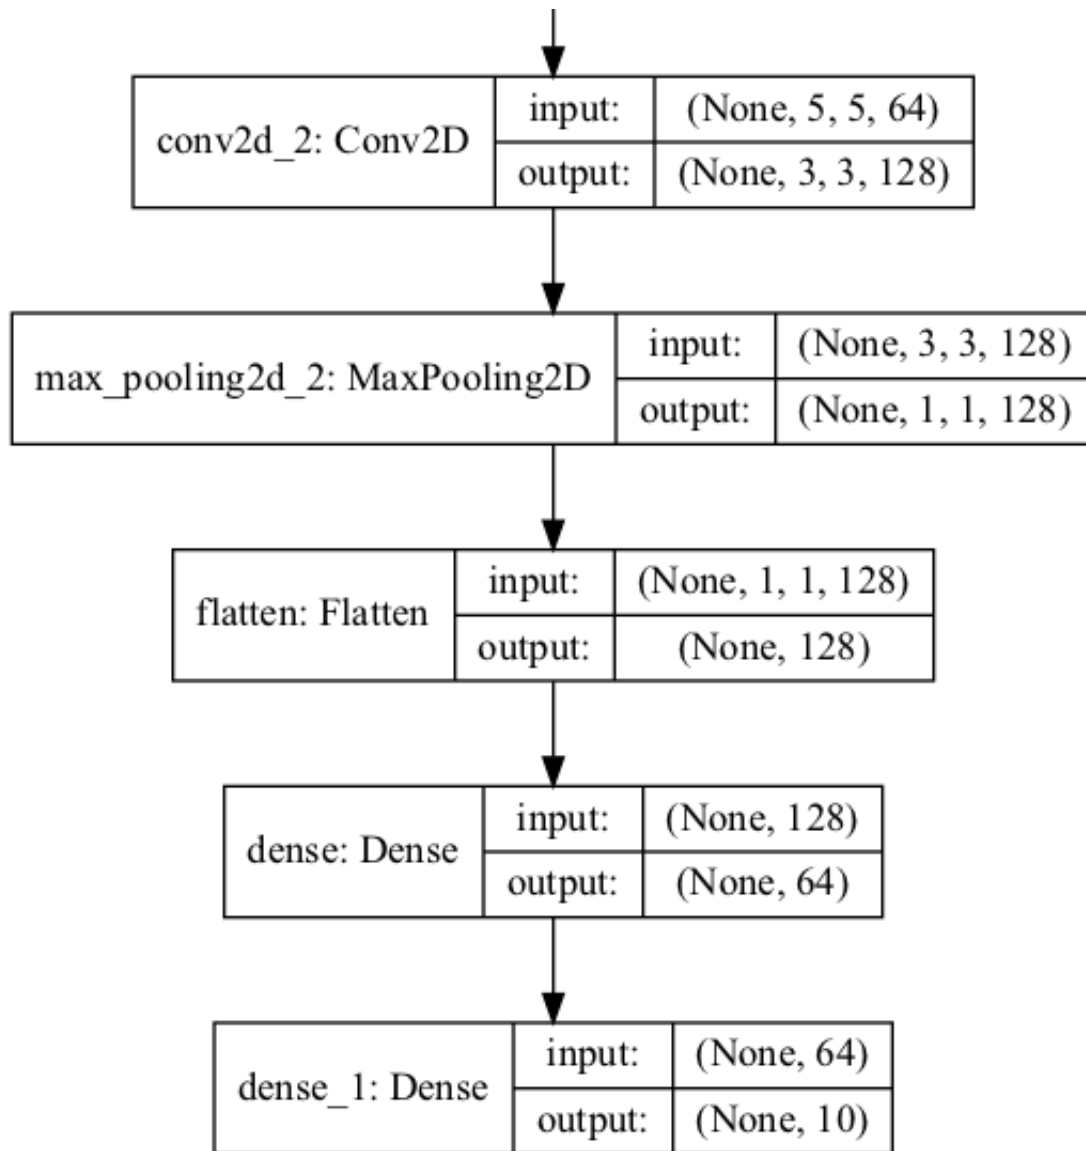 conv2d_2: Conv2D
input: (None, 5, 5, 64)
output: (None, 3, 3, 128)
max_pooling2d_2: MaxPooling2D
input: (None, 3, 3, 128)
output: (None, 1, 1, 128)
flatten: Flatten
input: (None, 1, 1, 128)
output: (None, 128)
dense: Dense
input: (None, 128)
output: (None, 64)
dense_1: Dense
input: (None, 64)
output: (None, 10)